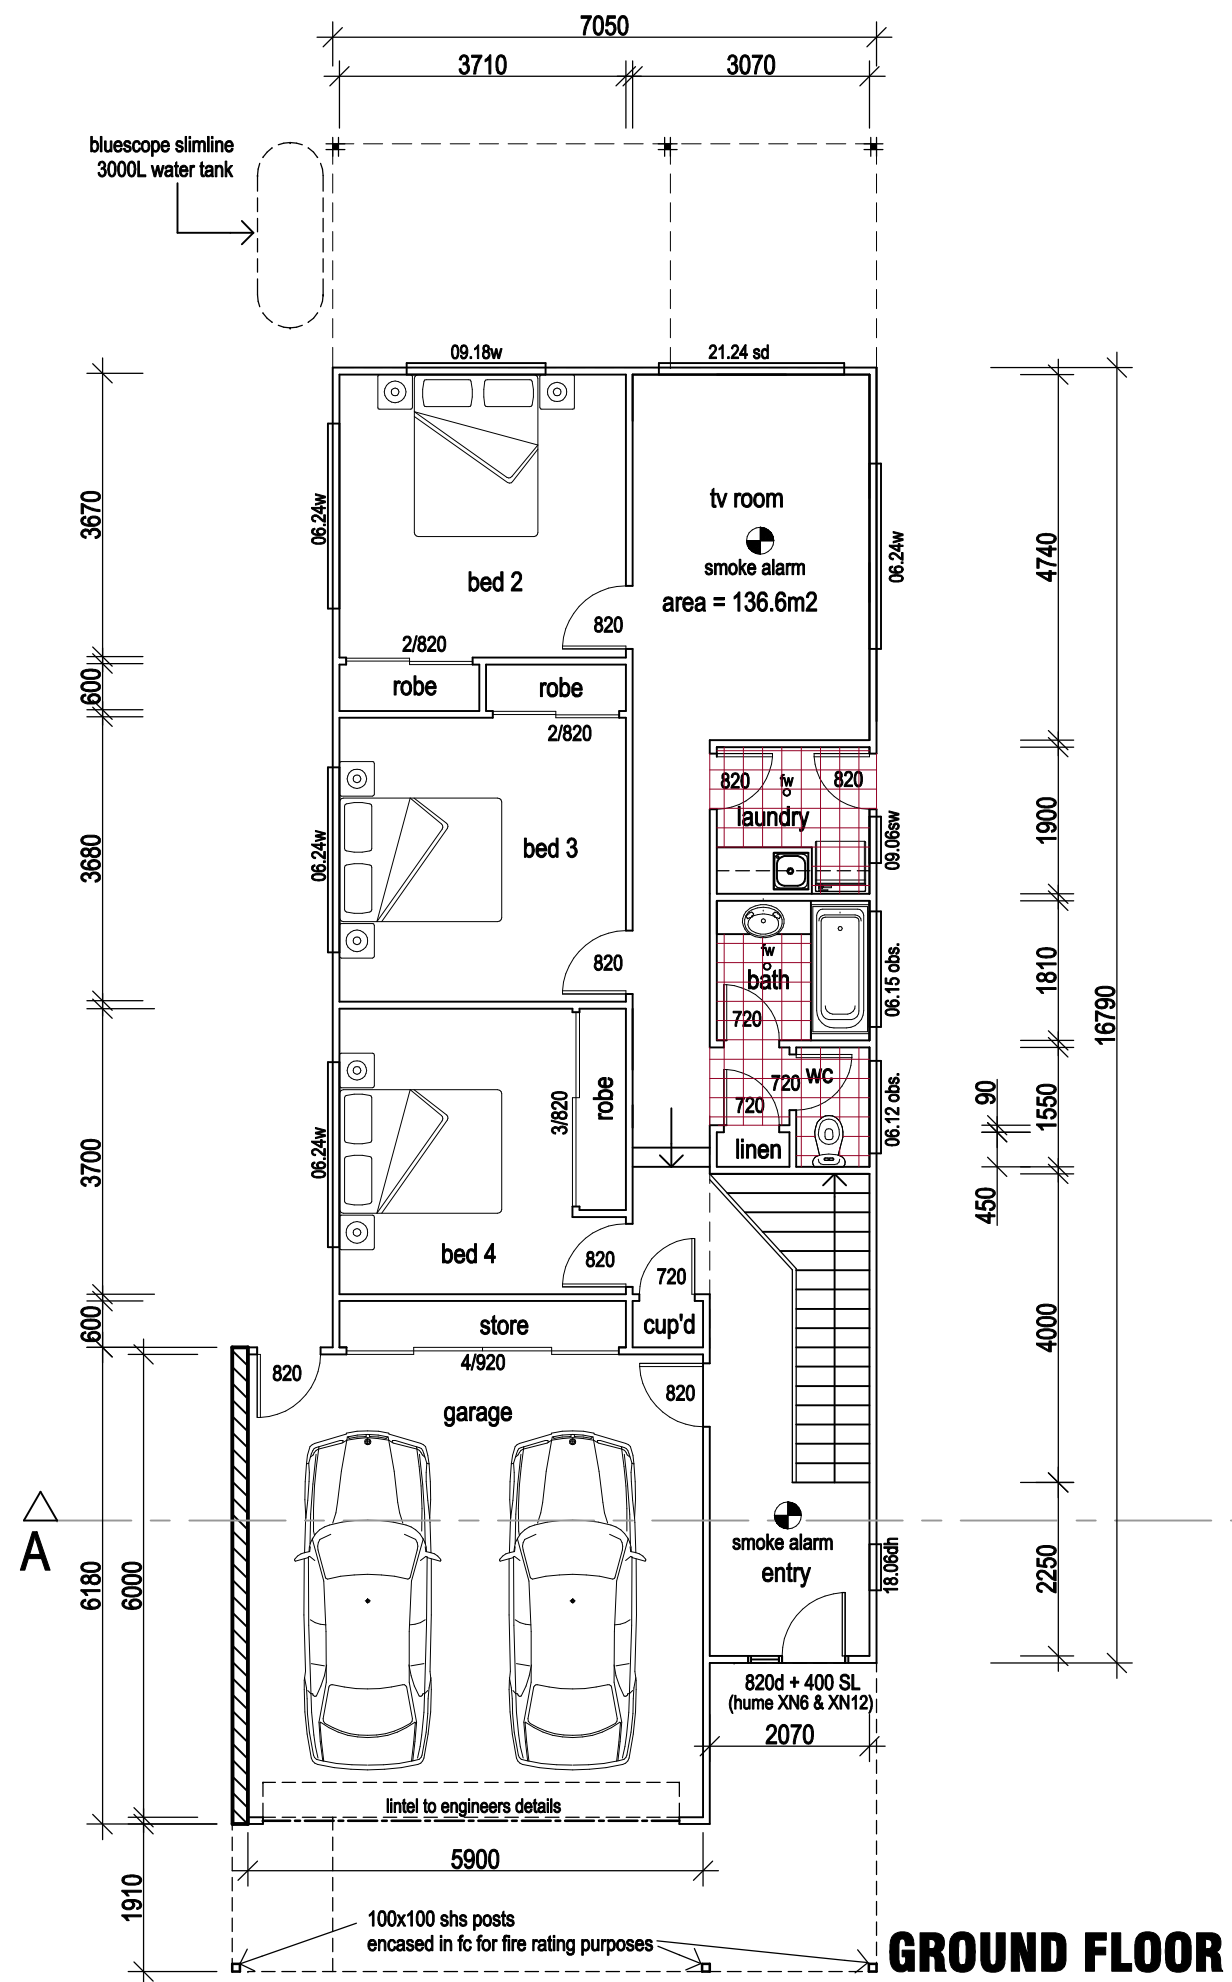 7050
3710
3070
bluescope slimline
3000L water tank
09.18w
21.24 sd
3670
06.24w
tv room
smoke alarm
area = 136.6m2
06.24w
4740
bed 2
820
2/820
600
robe
robe
2/820
820
fw
820
laundry
09.06sw
1900
3680
06.24w
bed 3
820
fw
bath
720
06.15 obs.
1810
16790
720
wc
720
linen
06.12 obs.
90
1550
450
3700
06.24w
3/820
robe
bed 4
820
720
600
store
cup'd
4/920
820
820
garage
4000
A
smoke alarm
entry
18.06dh
2250
6180
6000
820d + 400 SL
(hume XN6 & XN12)
2070
lintel to engineers details
5900
1910
100x100 shs posts
encased in fc for fire rating purposes
GROUND FLOOR